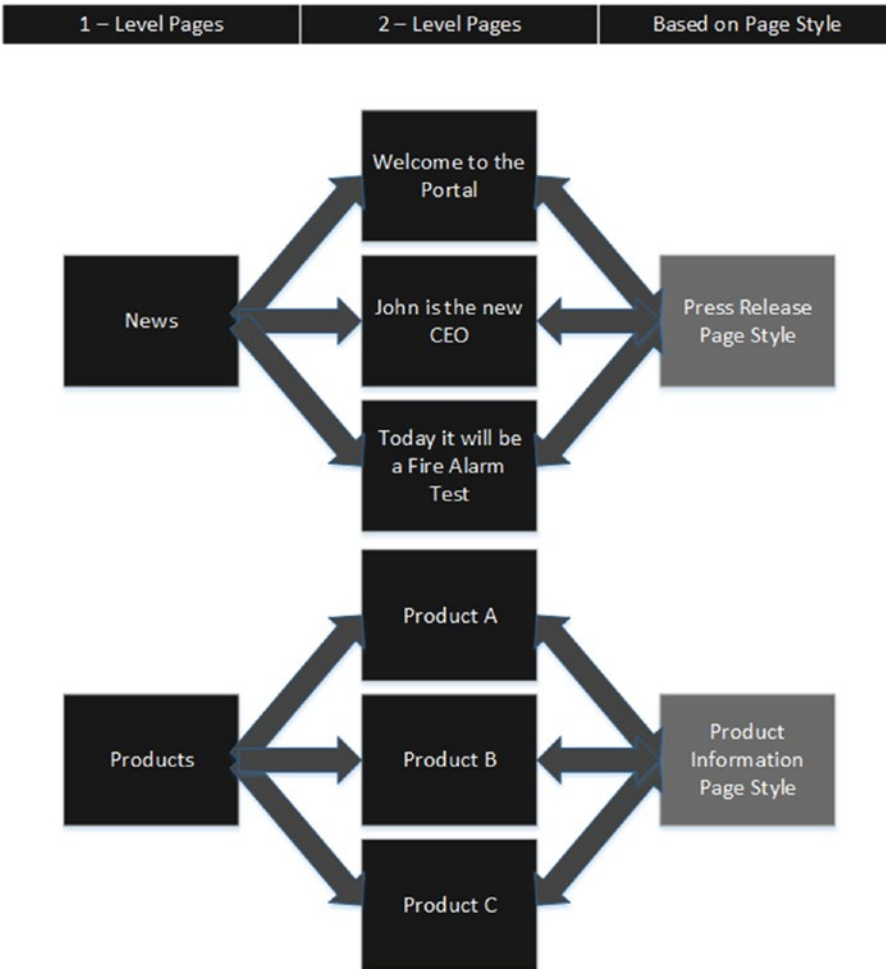 1 – Level Pages
2 – Level Pages
Based on Page Style
Welcome to the
Portal
News
John is the new
CEO
Press Release
Page Style
Today it will be
a Fire Alarm
Test
Product A
Products
Product B
Product
Information
Page Style
Product C